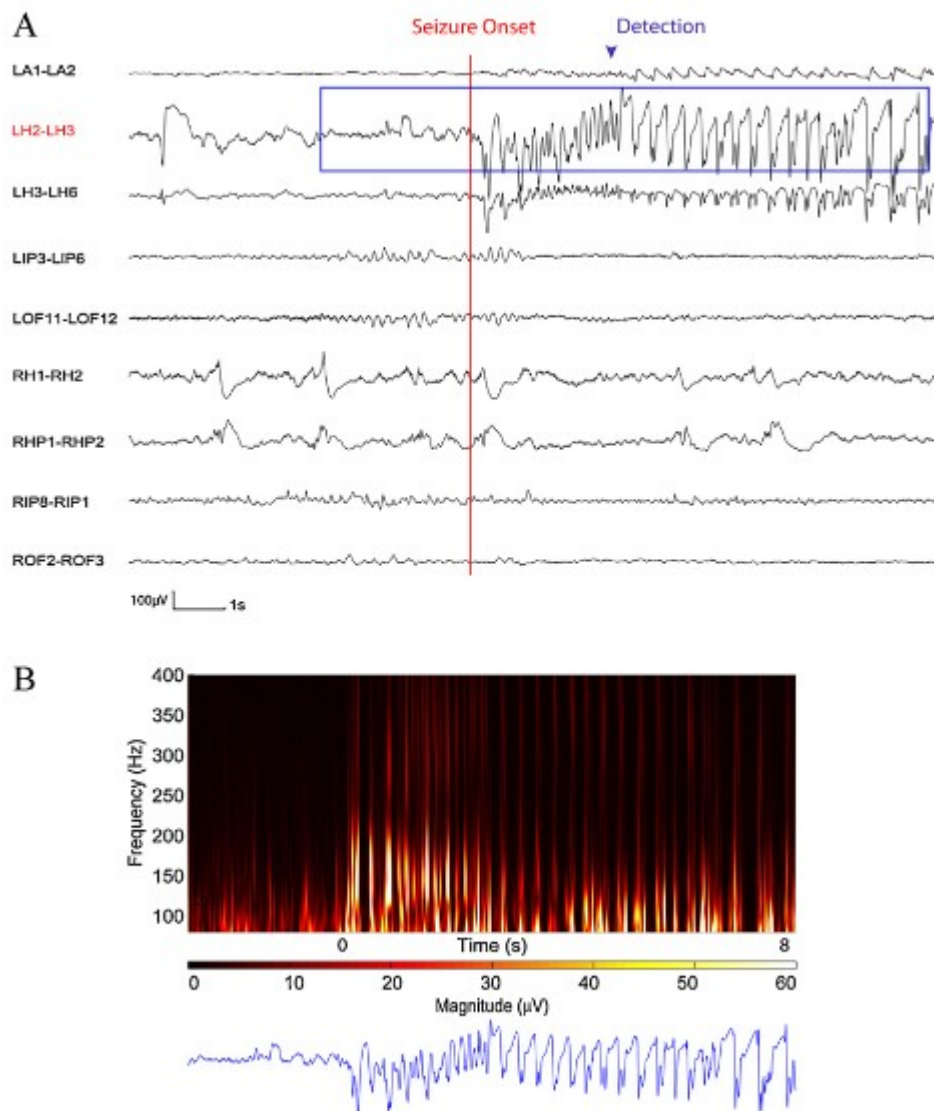 A
Seizure Onset
Detection
LA1-LA2
LH2-LH3
LH3-LH6
LIP3-LIP6
LOF11-LOF12
RH1-RH2
RHP1-RHP2
RIP8-RIP1
ROF2-ROF3
100µV
1s
B
400
350
300
250
200
150
100
Frequency (Hz)
0 Time (s) 8
0 10 20 30 40 50 60
Magnitude (µV)